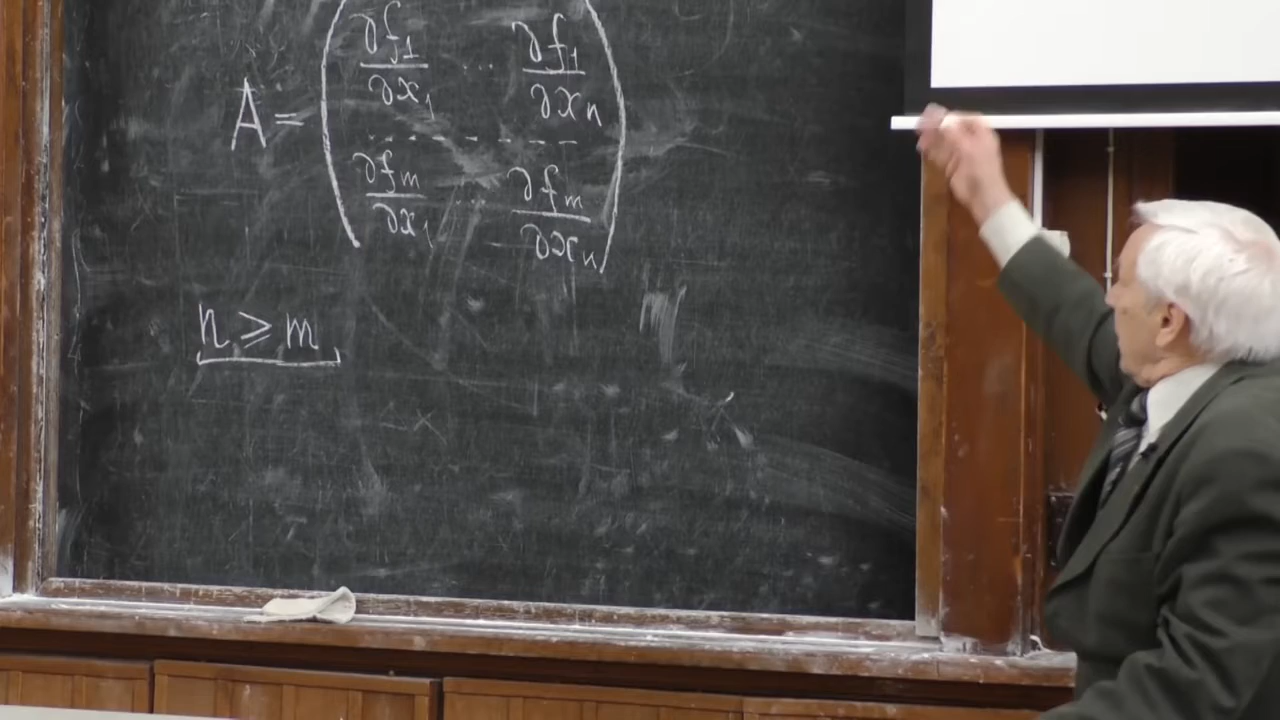 ∂f₁/∂x₁ ... ∂f₁/∂xₙ
A =
- - - - - - -
∂fₘ/∂x₁ ... ∂fₘ/∂xₙ
n ⩾ m